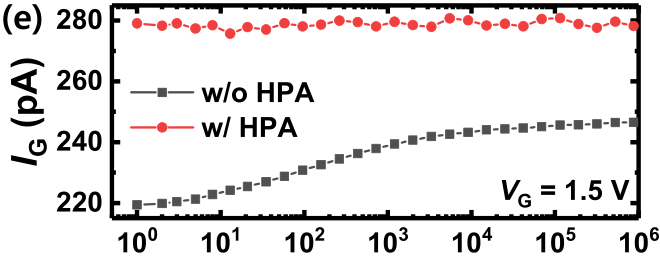 (e)
280
260
240
220
I_G (pA)
w/o HPA
w/ HPA
V_G = 1.5 V
10^0 10^1 10^2 10^3 10^4 10^5 10^6